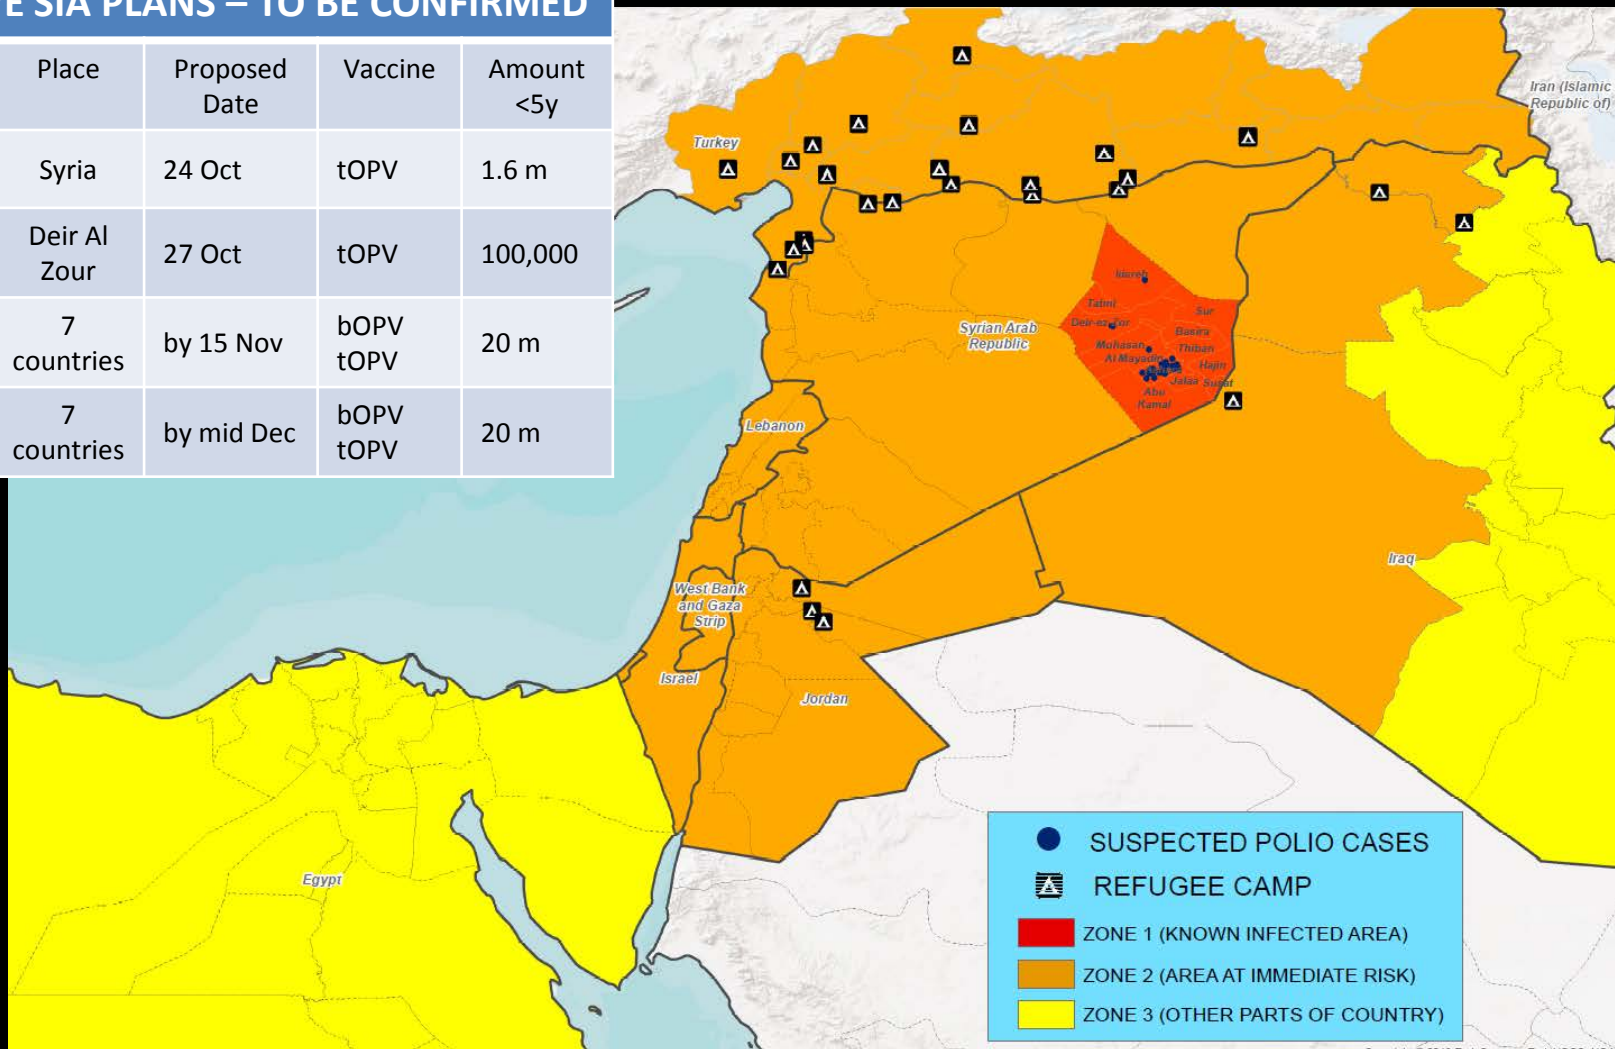 E SIA PLANS – TO BE CONFIRMED
Place
Proposed
Date
Vaccine
Amount
<5y
Syria
24 Oct
tOPV
1.6 m
Deir Al
Zour
27 Oct
tOPV
100,000
7
countries
by 15 Nov
bOPV
tOPV
20 m
7
countries
by mid Dec
bOPV
tOPV
20 m
Iran (Islamic
Republic of)
Turkey
Syrian Arab
Republic
Tabni
Sur
Deir-ez-Zor
Basira
Mohasan
Thiban
Al Mayadin
Hajin
Jalaa
Abu
Kamal
Lebanon
Iraq
West Bank
and Gaza
Strip
Israel
Jordan
Egypt
SUSPECTED POLIO CASES
REFUGEE CAMP
ZONE 1 (KNOWN INFECTED AREA)
ZONE 2 (AREA AT IMMEDIATE RISK)
ZONE 3 (OTHER PARTS OF COUNTRY)